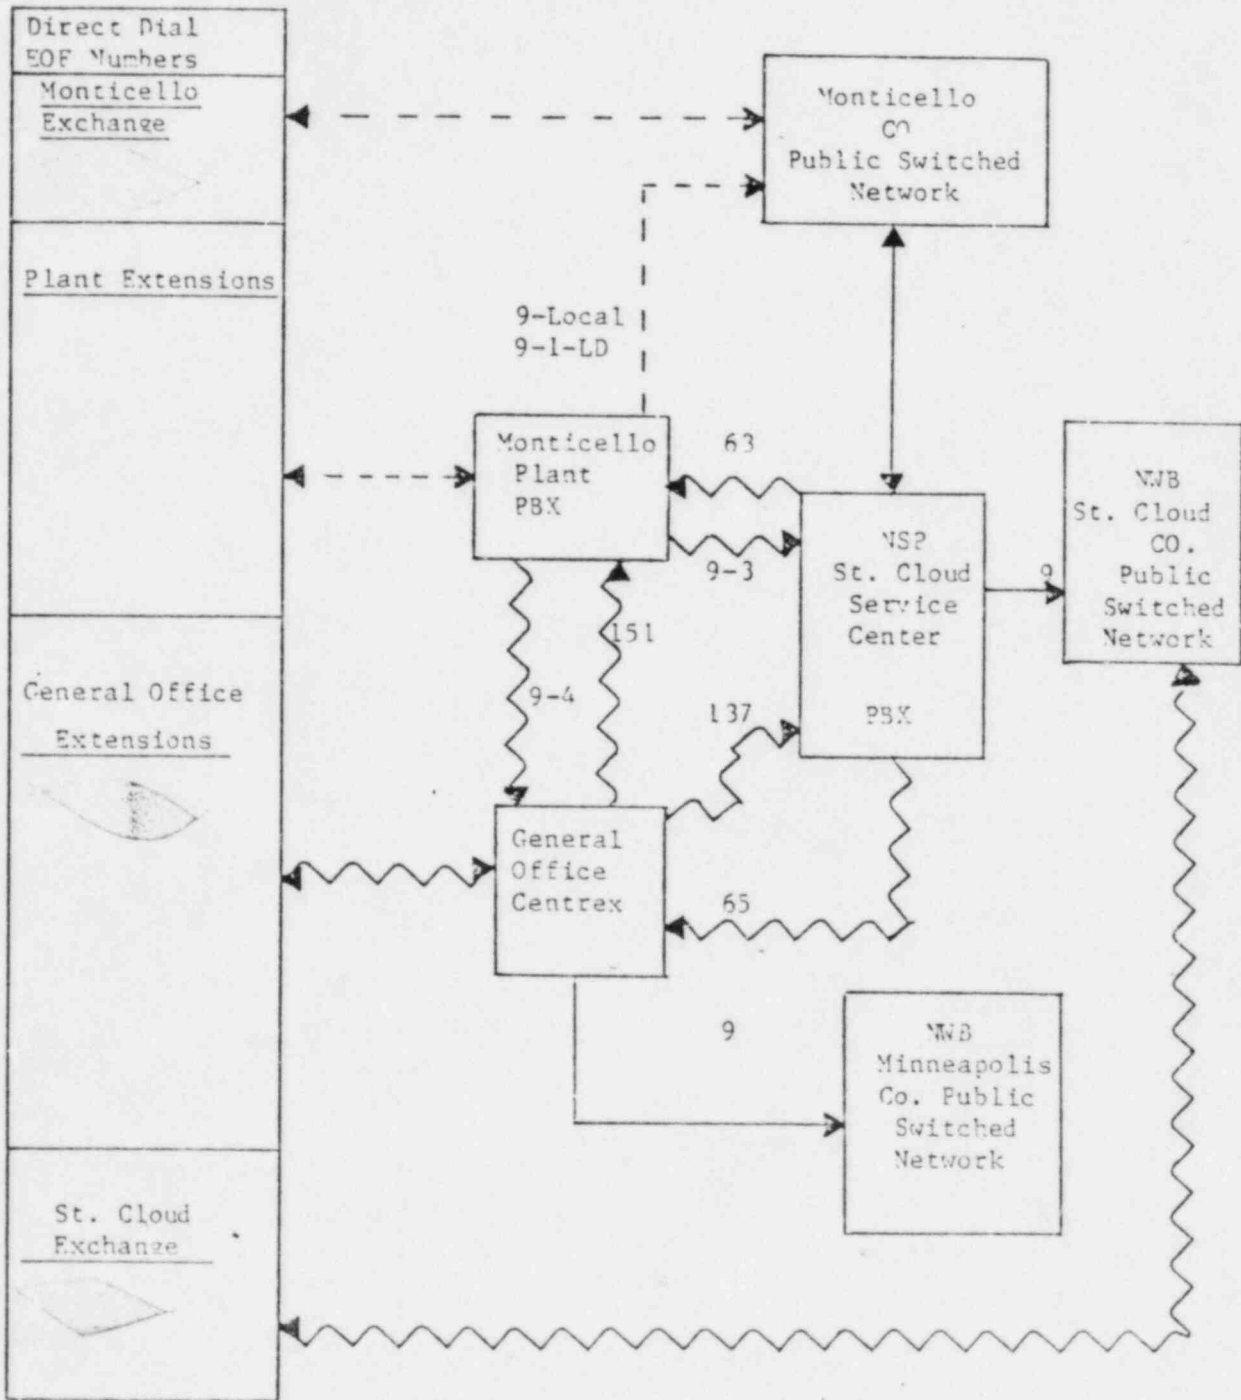 Direct Dial
EOF Numbers
Monticello
Exchange
Monticello
CO
Public Switched
Network
Plant Extensions
9-Local
9-1-LD
Monticello
Plant
PBX
63
9-3
NSP
St. Cloud
Service
Center
PBX
9
NWB
St. Cloud
CO.
Public
Switched
Network
General Office
Extensions
9-4
151
137
General
Office
Centrex
65
9
NWB
Minneapolis
Co. Public
Switched
Network
St. Cloud
Exchange